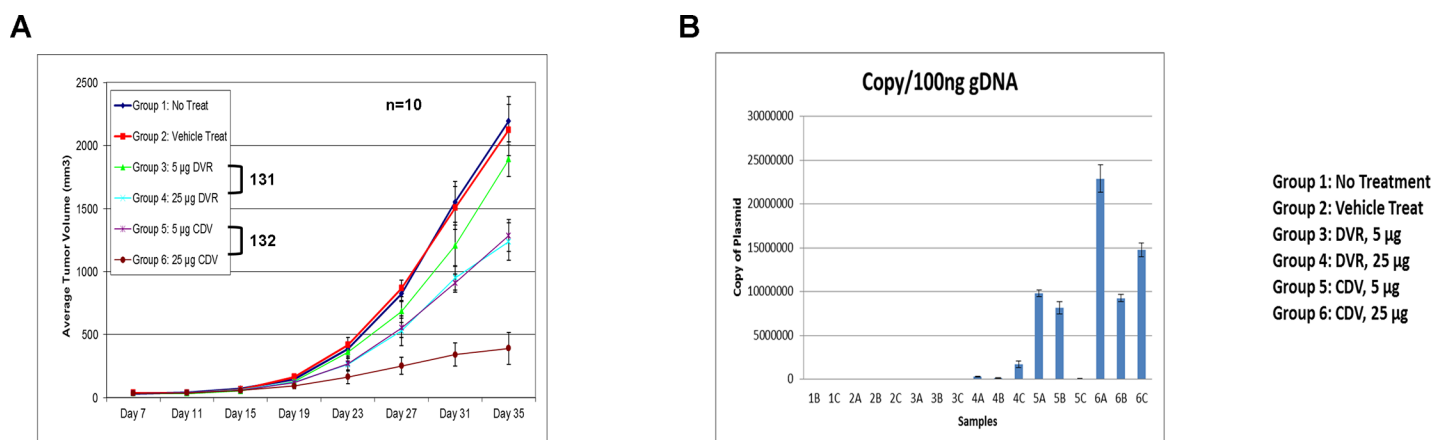 A
Average Tumor Volume (mm3)
2500
2000
1500
1000
500
0
n=10
Group 1: No Treat
Group 2: Vehicle Treat
Group 3: 5 µg DVR
Group 4: 25 µg DVR
Group 5: 5 µg CDV
Group 6: 25 µg CDV
131
132
Day 7 Day 11 Day 15 Day 19 Day 23 Day 27 Day 31 Day 35
B
Copy/100ng gDNA
Copy of Plasmid
30000000
25000000
20000000
15000000
10000000
5000000
0
1B 1C 2A 2B 2C 3A 3B 3C 4A 4B 4C 5A 5B 5C 6A 6B 6C
Samples
Group 1: No Treatment
Group 2: Vehicle Treat
Group 3: DVR, 5 µg
Group 4: DVR, 25 µg
Group 5: CDV, 5 µg
Group 6: CDV, 25 µg